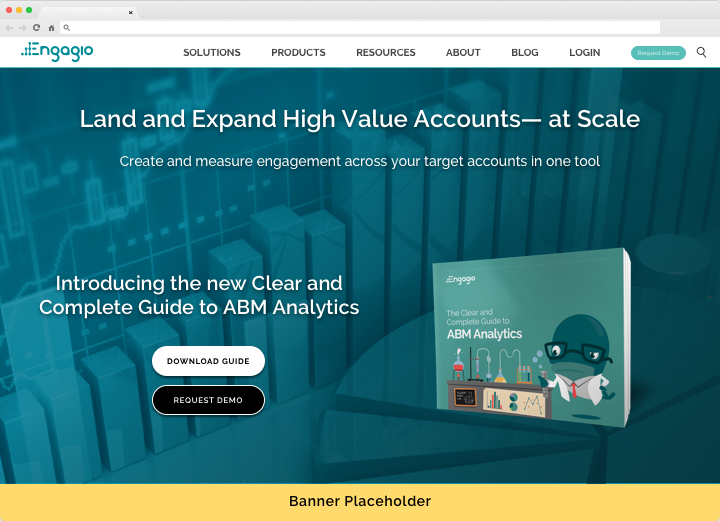 Engagio
SOLUTIONS PRODUCTS RESOURCES ABOUT BLOG LOGIN Request Demo
Land and Expand High Value Accounts— at Scale
Create and measure engagement across your target accounts in one tool
Introducing the new Clear and
Complete Guide to ABM Analytics
DOWNLOAD GUIDE
REQUEST DEMO
Engagio
The Clear and
Complete Guide to
ABM Analytics
Banner Placeholder